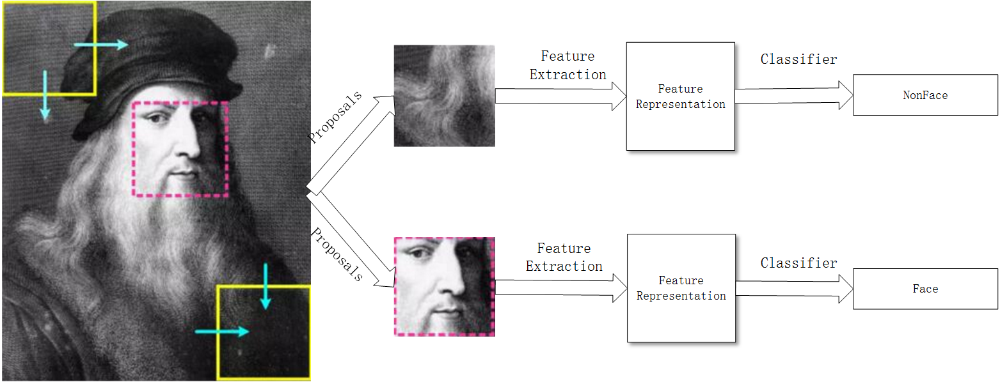 Proposals
Feature
Extraction
Feature
Representation
Classifier
NonFace
Proposals
Feature
Extraction
Feature
Representation
Classifier
Face